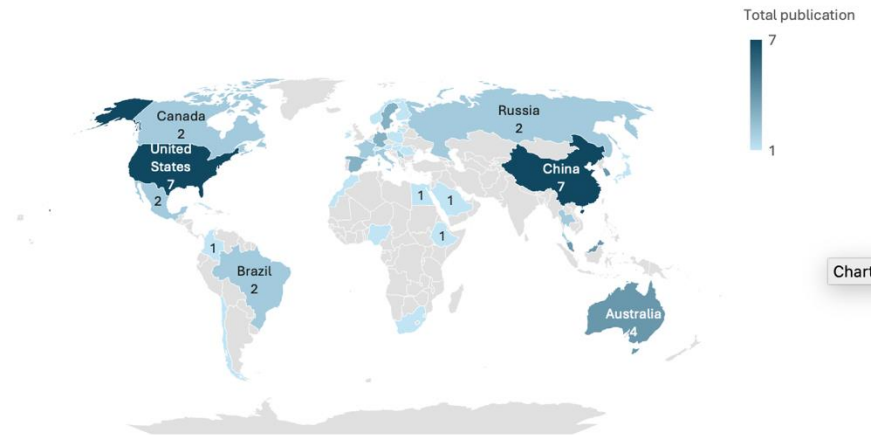 Total publication
7
1
Canada
2
United
States
7
2
1
Brazil
2
1
1
1
Russia
2
China
7
Australia
4
Chart